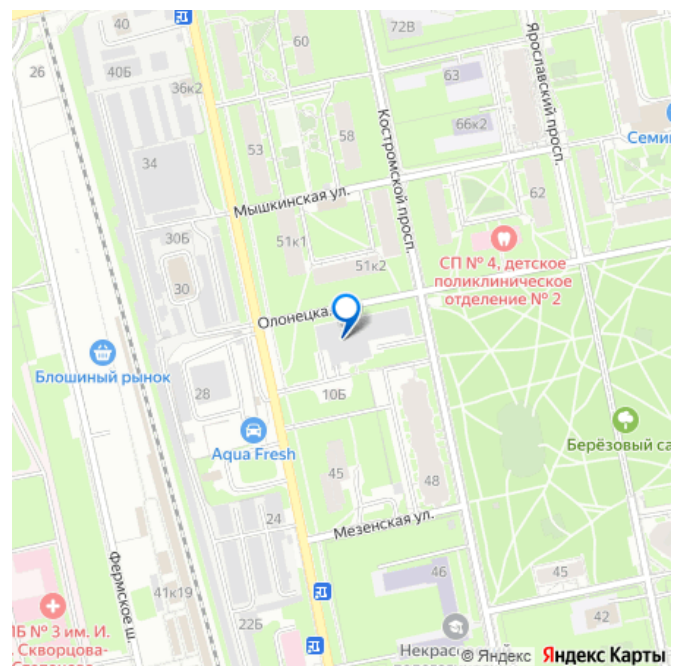 40
60
72В
Ярославский просп.
26
40Б
36к2
63
53
58
Костромской просп.
66к2
Семи
34
Мышкинская ул.
62
30Б
51к1
51к2
СП № 4, детское
поликлиническое
отделение № 2
30
Олонецка
Блошиный рынок
28
10Б
Aqua Fresh
Берёзовый са
45
48
24
Мезенская ул.
Фермское ш.
41к19
46
45
42
22Б
ПБ № 3 им. И.
Скворцова-
Некрас
© Яндекс Яндекс Карты